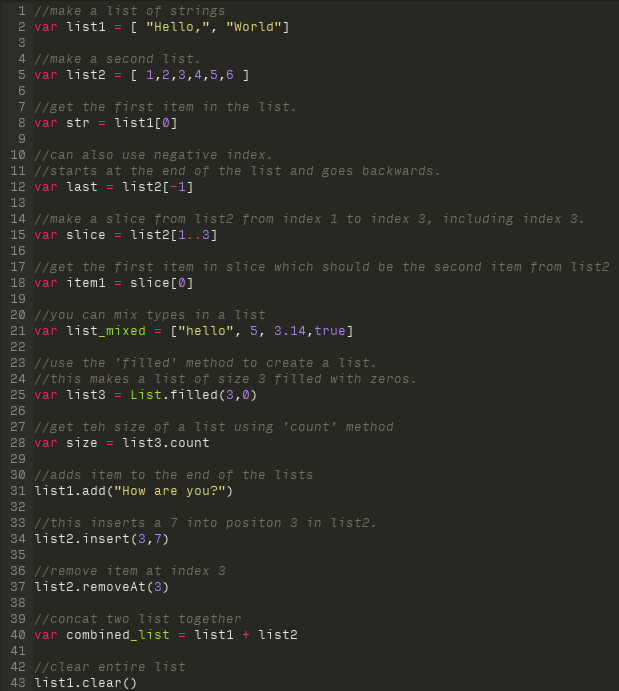 1 //make a list of strings
2 var list1 = [ "Hello,", "World"]
3
4 //make a second list.
5 var list2 = [ 1,2,3,4,5,6 ]
6
7 //get the first item in the list.
8 var str = list1[0]
9
10 //can also use negative index.
11 //starts at the end of the list and goes backwards.
12 var last = list2[-1]
13
14 //make a slice from list2 from index 1 to index 3, including index 3.
15 var slice = list2[1..3]
16
17 //get the first item in slice which should be the second item from list2
18 var item1 = slice[0]
19
20 //you can mix types in a list
21 var list_mixed = ["hello", 5, 3.14,true]
22
23 //use the 'filled' method to create a list.
24 //this makes a list of size 3 filled with zeros.
25 var list3 = List.filled(3,0)
26
27 //get teh size of a list using 'count' method
28 var size = list3.count
29
30 //adds item to the end of the lists
31 list1.add("How are you?")
32
33 //this inserts a 7 into positon 3 in list2.
34 list2.insert(3,7)
35
36 //remove item at index 3
37 list2.removeAt(3)
38
39 //concat two list together
40 var combined_list = list1 + list2
41
42 //clear entire list
43 list1.clear()